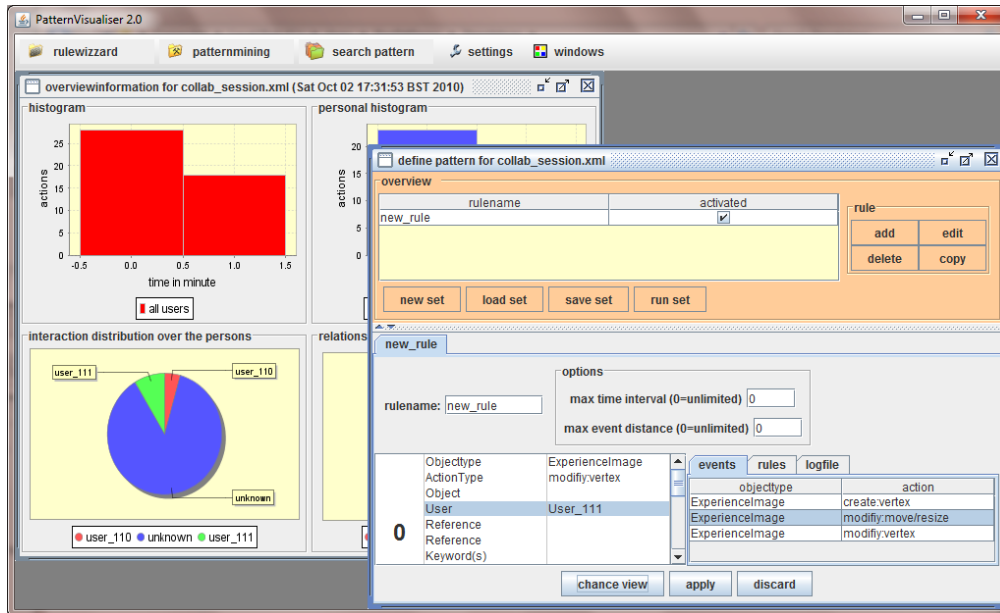 PatternVisualiser 2.0
rulewizzard patternmining search pattern settings windows
overviewinformation for collab_session.xml (Sat Oct 02 17:31:53 BST 2010)
histogram
25
20
15
10
5
0
actions
-0.5 0.0 0.5 1.0 1.5
time in minute
all users
personal histogram
20
15
10
5
0
actions
interaction distribution over the persons
user_111
user_110
unknown
user_110 unknown user_111
relations
define pattern for collab_session.xml
overview
rulename activated
new_rule
rule
add edit
delete copy
new set load set save set run set
new_rule
rulename: new_rule
options
max time interval (0=unlimited) 0
max event distance (0=unlimited) 0
0
Objecttype ExperienceImage
ActionType modifiy:vertex
Object
User User_111
Reference
Reference
Keyword(s)
events rules logfile
objecttype action
ExperienceImage create:vertex
ExperienceImage modifiy:move/resize
ExperienceImage modifiy:vertex
chance view apply discard